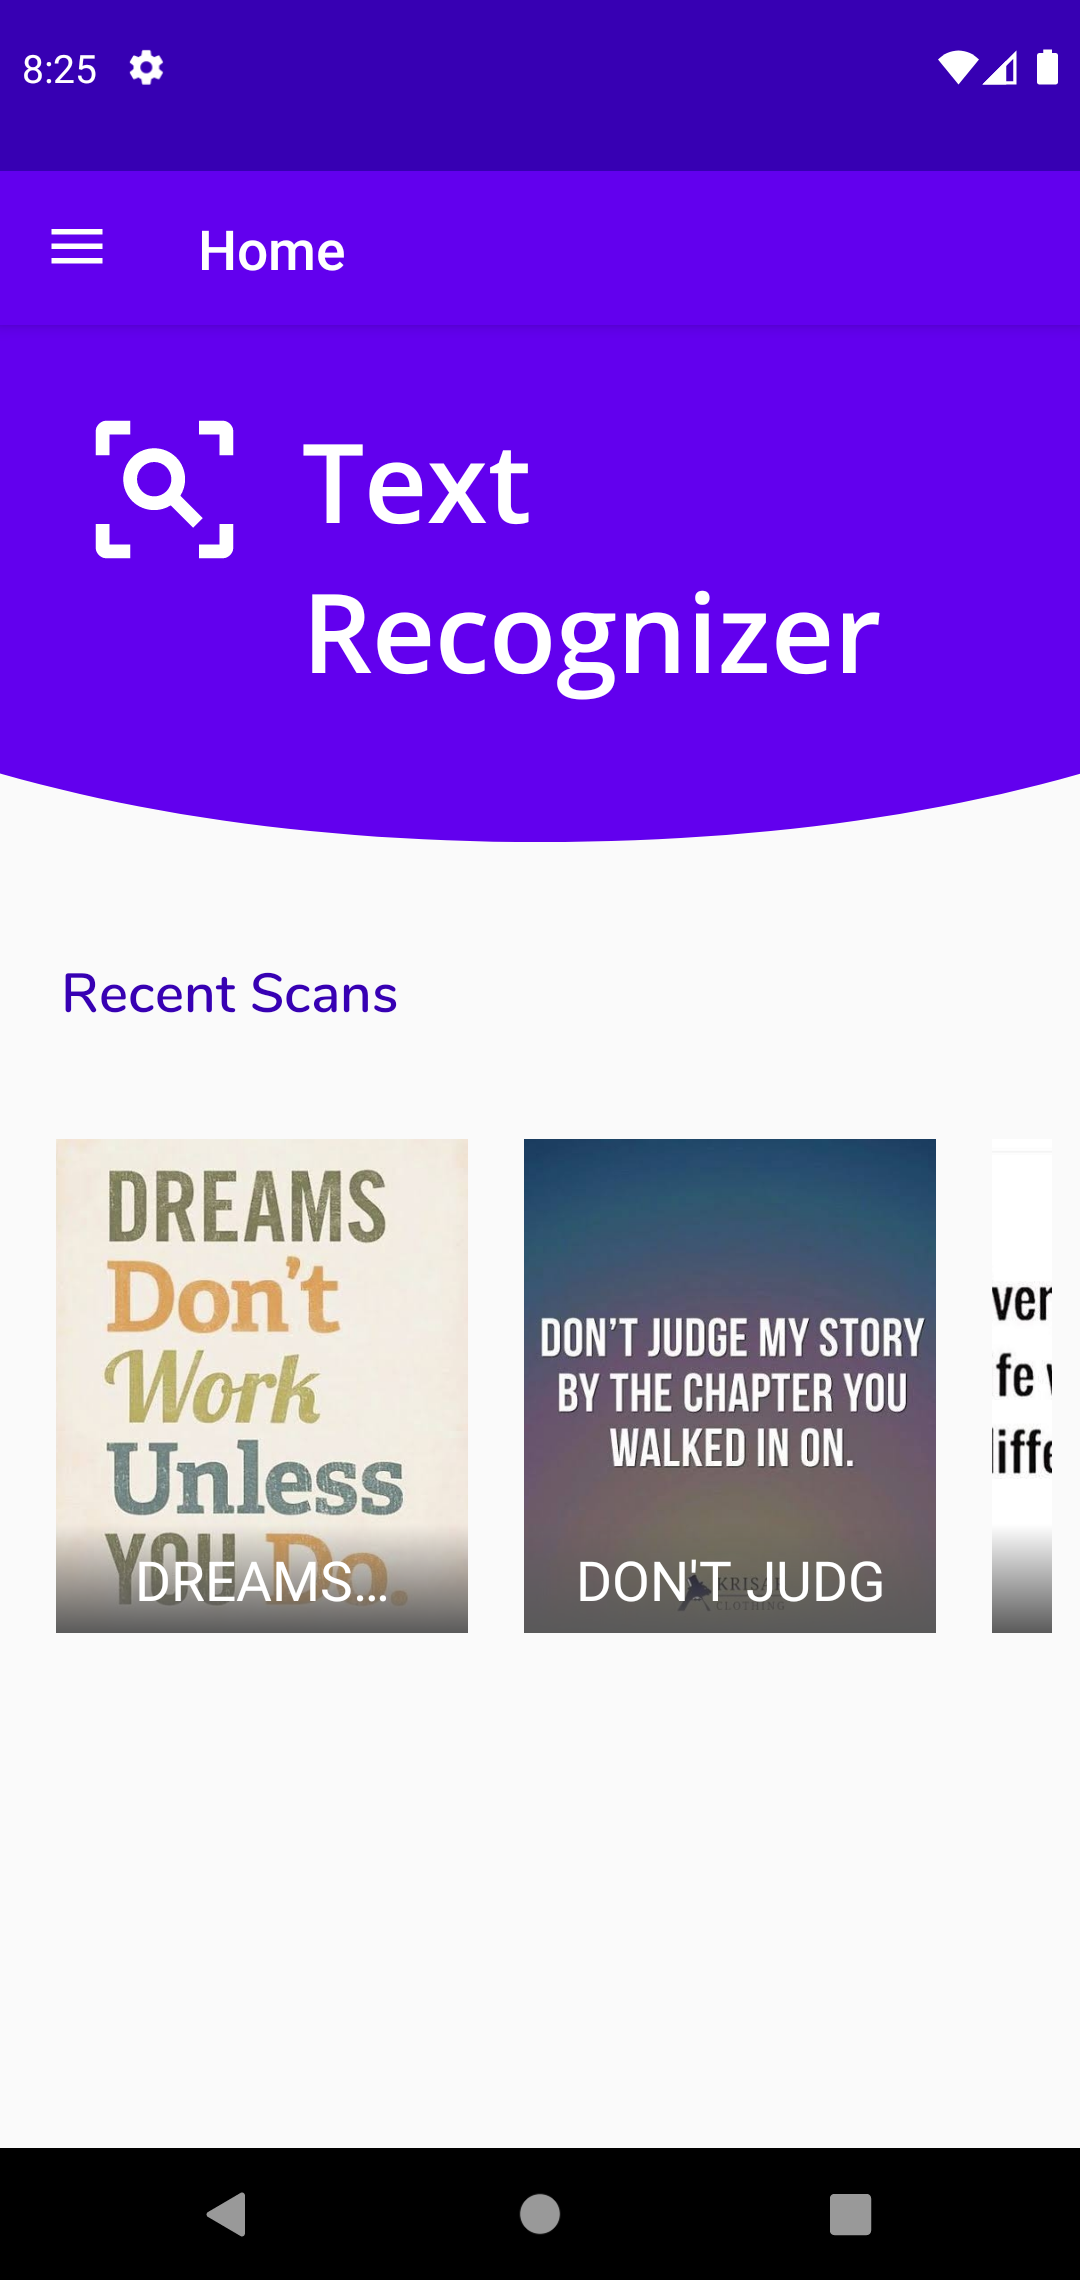 8:25
Home
Text
Recognizer
Recent Scans
DREAMS
Don't
Work
Unless
YOU Do.
DREAMS...
DON'T JUDGE MY STORY
BY THE CHAPTER YOU
WALKED IN ON.
DON'T JUDG
CLOTHING
ver
fe
iffe